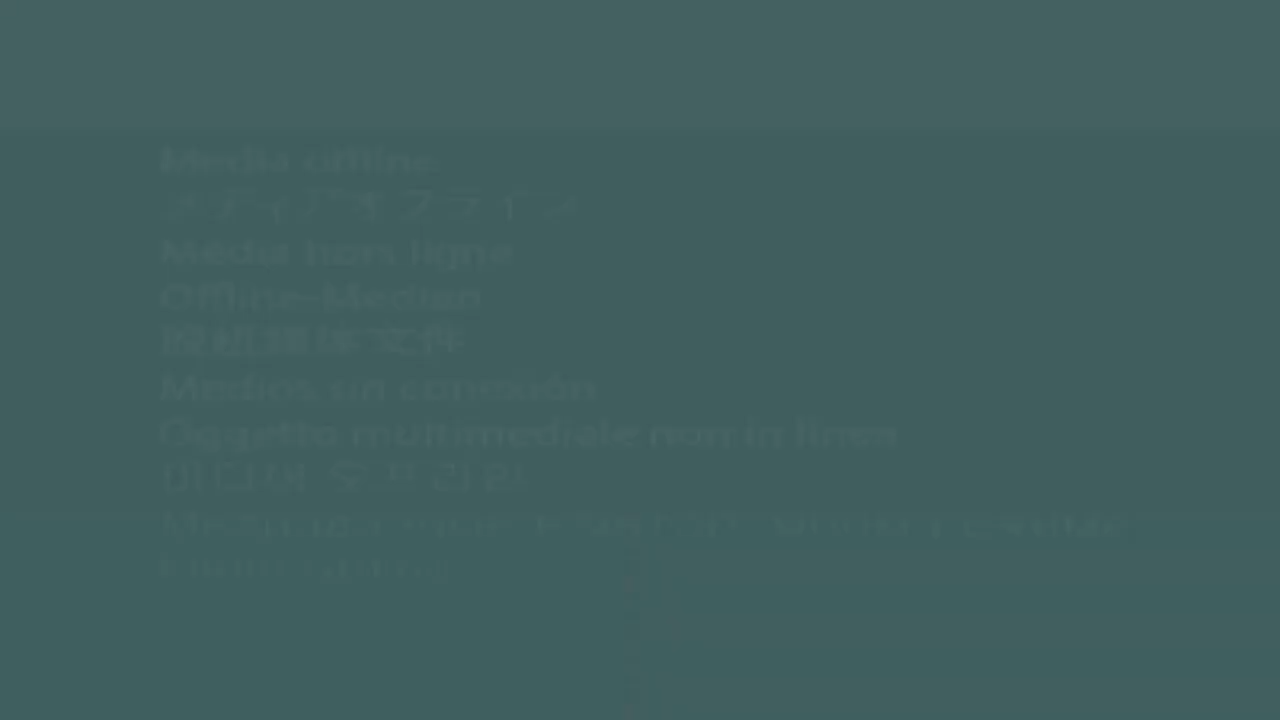 Media offline
メディアオフライン
Média hors ligne
Offline-Medien
脱机媒体文件
Medios sin conexión
Oggetto multimediale non in linea
미디어 오프라인